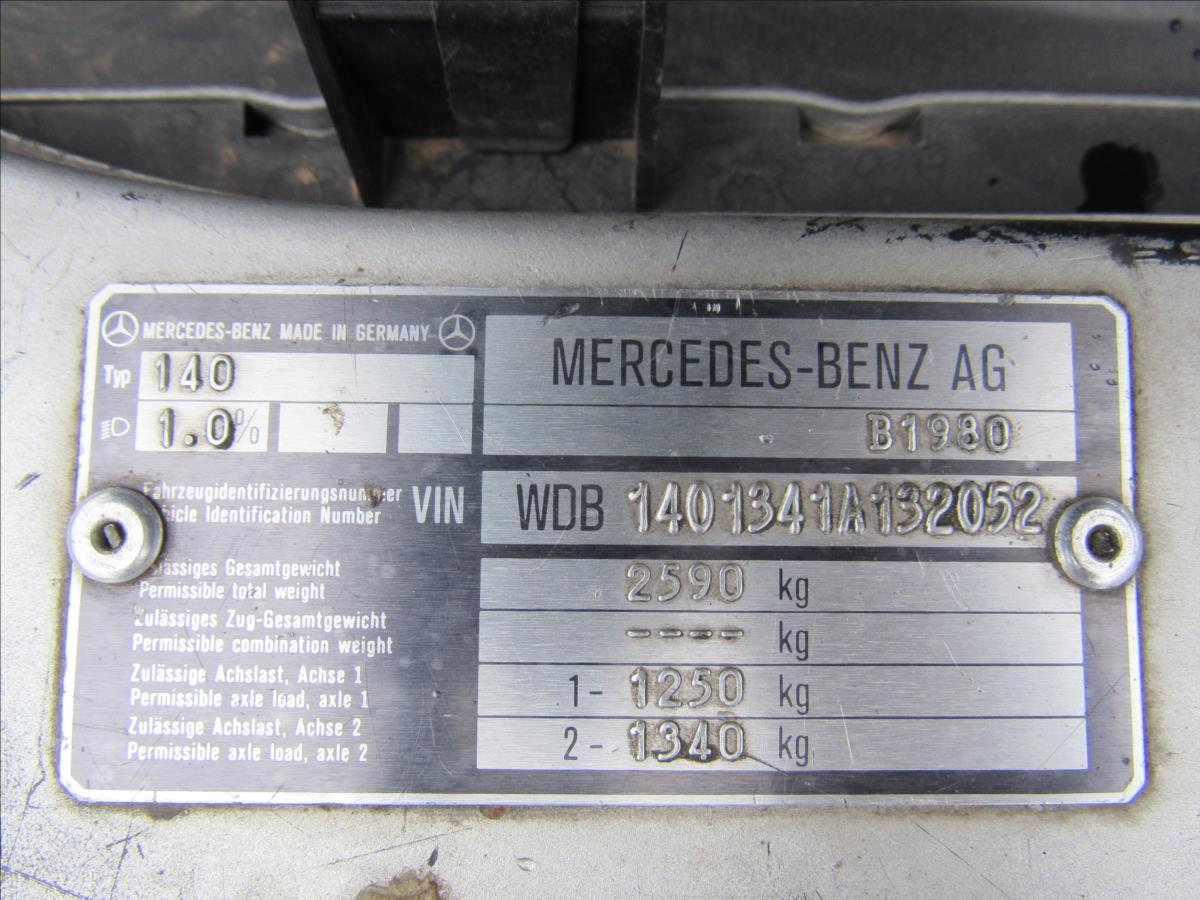 MERCEDES-BENZ MADE IN GERMANY
MERCEDES-BENZ AG
Typ 140
1.0%
B1980
Fahrzeugidentifizierungsnummer
Vehicle Identification Number
VIN
WDB 1401341A132052
Zulässiges Gesamtgewicht
Permissible total weight
2590 kg
Zulässiges Zug-Gesamtgewicht
Permissible combination weight
---- kg
Zulässige Achslast, Achse 1
Permissible axle load, axle 1
1- 1250 kg
Zulässige Achslast, Achse 2
Permissible axle load, axle 2
2- 1340 kg